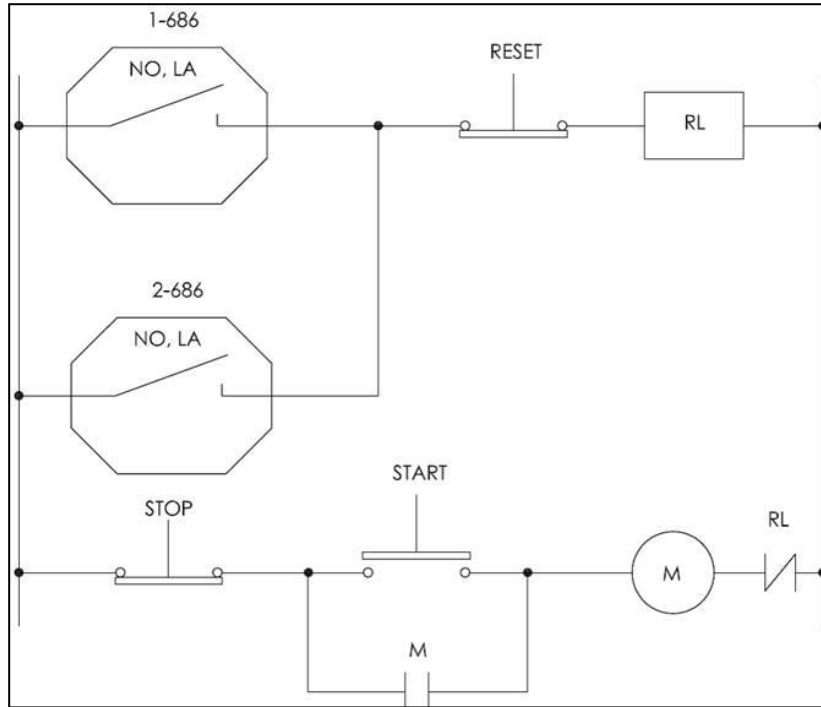 1-686
NO, LA
RESET
RL
2-686
NO, LA
START
STOP
RL
M
M